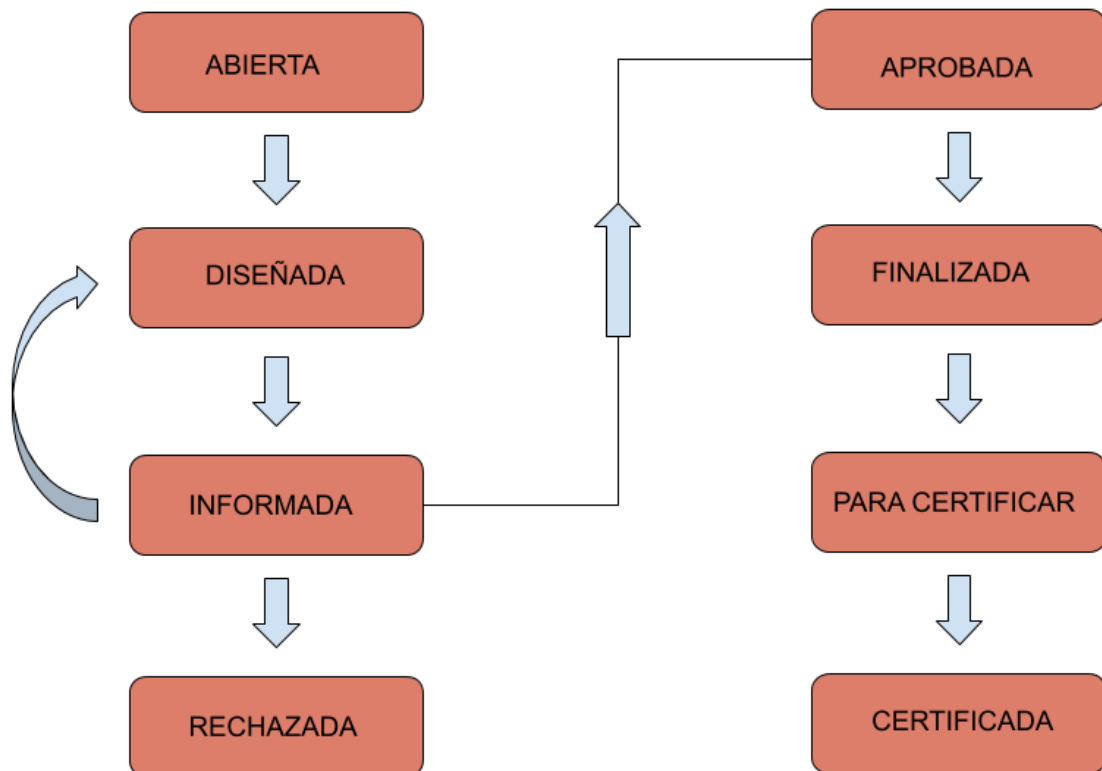 ABIERTA
DISEÑADA
INFORMADA
RECHAZADA
APROBADA
FINALIZADA
PARA CERTIFICAR
CERTIFICADA